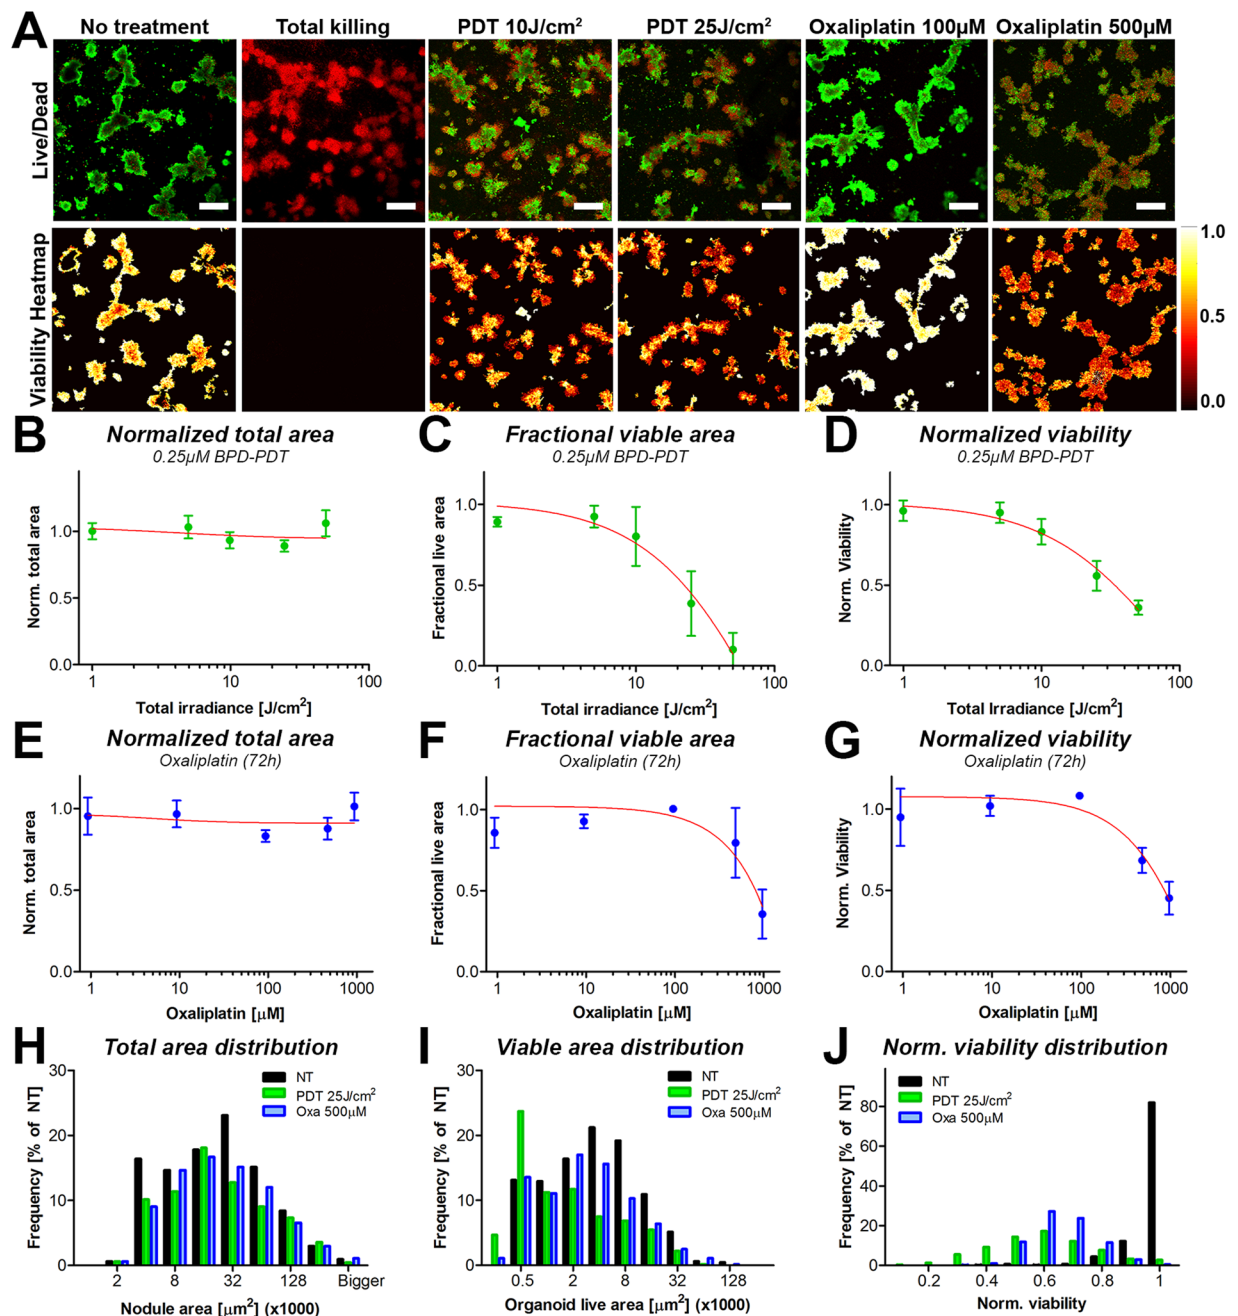 A
No treatment
Total killing
PDT 10J/cm²
PDT 25J/cm²
Oxaliplatin 100µM
Oxaliplatin 500µM
Live/Dead
Viability Heatmap
1.0
0.5
0.0
B
Normalized total area
0.25µM BPD-PDT
Norm. total area
1.0
0.5
0.0
1 10 100
Total irradiance [J/cm²]
C
Fractional viable area
0.25µM BPD-PDT
Fractional live area
1.0
0.5
0.0
1 10 100
Total irradiance [J/cm²]
D
Normalized viability
0.25µM BPD-PDT
Norm. Viability
1.0
0.5
0.0
1 10 100
Total Irradiance [J/cm²]
E
Normalized total area
Oxaliplatin (72h)
Norm. total area
1.0
0.5
0.0
1 10 100 1000
Oxaliplatin [µM]
F
Fractional viable area
Oxaliplatin (72h)
Fractional live area
1.0
0.5
0.0
1 10 100 1000
Oxaliplatin [µM]
G
Normalized viability
Oxaliplatin (72h)
Norm. Viability
1.0
0.5
0.0
1 10 100 1000
Oxaliplatin [µM]
H
Total area distribution
NT
PDT 25J/cm²
Oxa 500µM
Frequency [% of NT]
30
20
10
0
2 8 32 128 Bigger
Nodule area [µm²] (x1000)
I
Viable area distribution
NT
PDT 25J/cm²
Oxa 500µM
Frequency [% of NT]
30
20
10
0
0.5 2 8 32 128
Organoid live area [µm²] (x1000)
J
Norm. viability distribution
NT
PDT 25J/cm²
Oxa 500µM
Frequency [% of NT]
80
60
40
20
0
0.2 0.4 0.6 0.8 1
Norm. viability